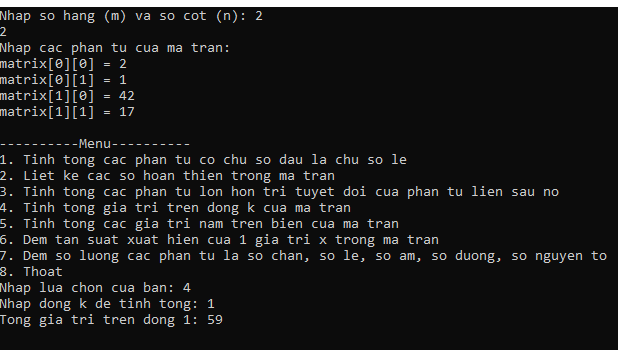 Nhap so hang (m) va so cot (n): 2
2
Nhap cac phan tu cua ma tran:
matrix[0][0] = 2
matrix[0][1] = 1
matrix[1][0] = 42
matrix[1][1] = 17
----------Menu----------
1. Tinh tong cac phan tu co chu so dau la chu so le
2. Liet ke cac so hoan thien trong ma tran
3. Tinh tong cac phan tu lon hon tri tuyet doi cua phan tu lien sau no
4. Tinh tong gia tri tren dong k cua ma tran
5. Tinh tong cac gia tri nam tren bien cua ma tran
6. Dem tan suat xuat hien cua 1 gia tri x trong ma tran
7. Dem so luong cac phan tu la so chan, so le, so am, so duong, so nguyen to
8. Thoat
Nhap lua chon cua ban: 4
Nhap dong k de tinh tong: 1
Tong gia tri tren dong 1: 59